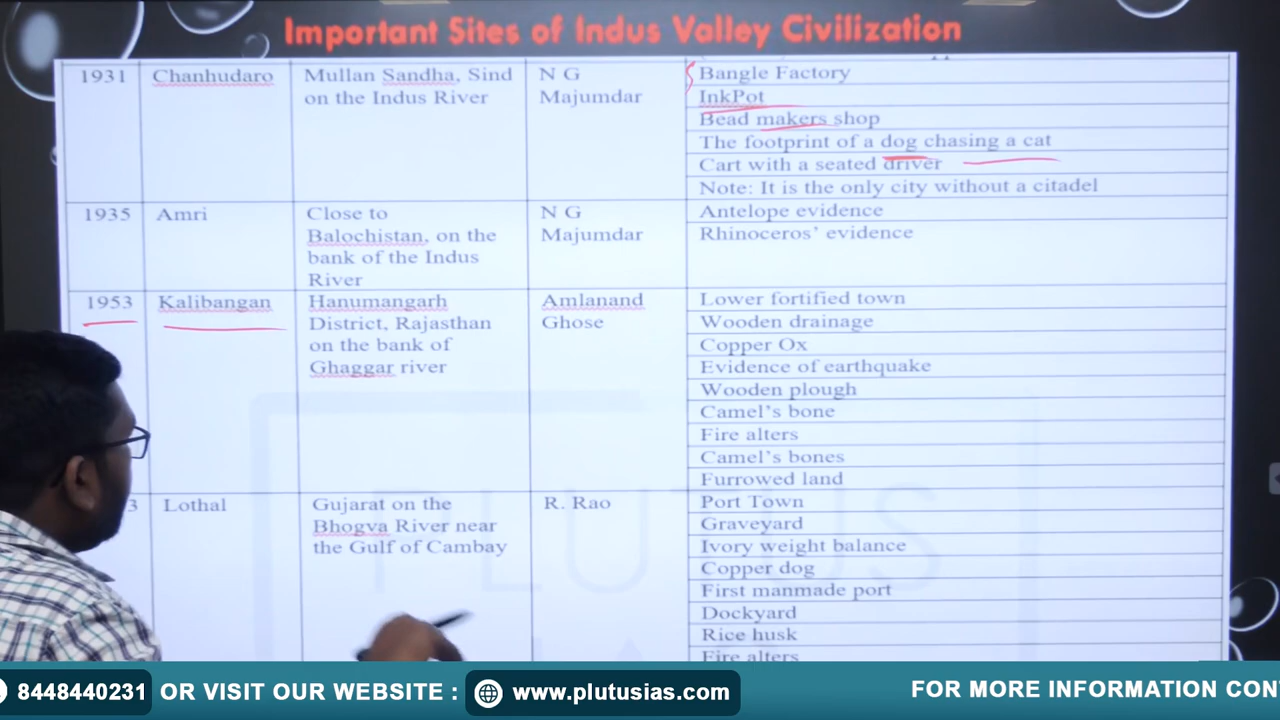 Important Sites of Indus Valley Civilization
1931
Chanhudaro
Mullan Sandha, Sind
on the Indus River
N G
Majumdar
Bangle Factory
InkPot
Bead makers shop
The footprint of a dog chasing a cat
Cart with a seated driver
Note: It is the only city without a citadel
1935
Amri
Close to
Balochistan, on the
bank of the Indus
River
N G
Majumdar
Antelope evidence
Rhinoceros’ evidence
1953
Kalibangan
Hanumangarh
District, Rajasthan
on the bank of
Ghaggar river
Amlanand
Ghose
Lower fortified town
Wooden drainage
Copper Ox
Evidence of earthquake
Wooden plough
Camel’s bone
Fire alters
Camel’s bones
Furrowed land
3
Lothal
Gujarat on the
Bhogva River near
the Gulf of Cambay
R. Rao
Port Town
Graveyard
Ivory weight balance
Copper dog
First manmade port
Dockyard
Rice husk
Fire alters
PLUTUS
8448440231 OR VISIT OUR WEBSITE : www.plutusias.com FOR MORE INFORMATION CON